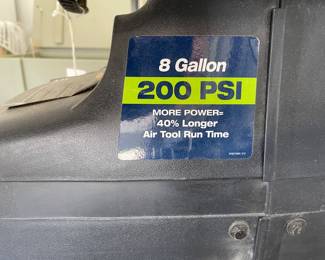 8 Gallon
200 PSI
MORE POWER=
40% Longer
Air Tool Run Time